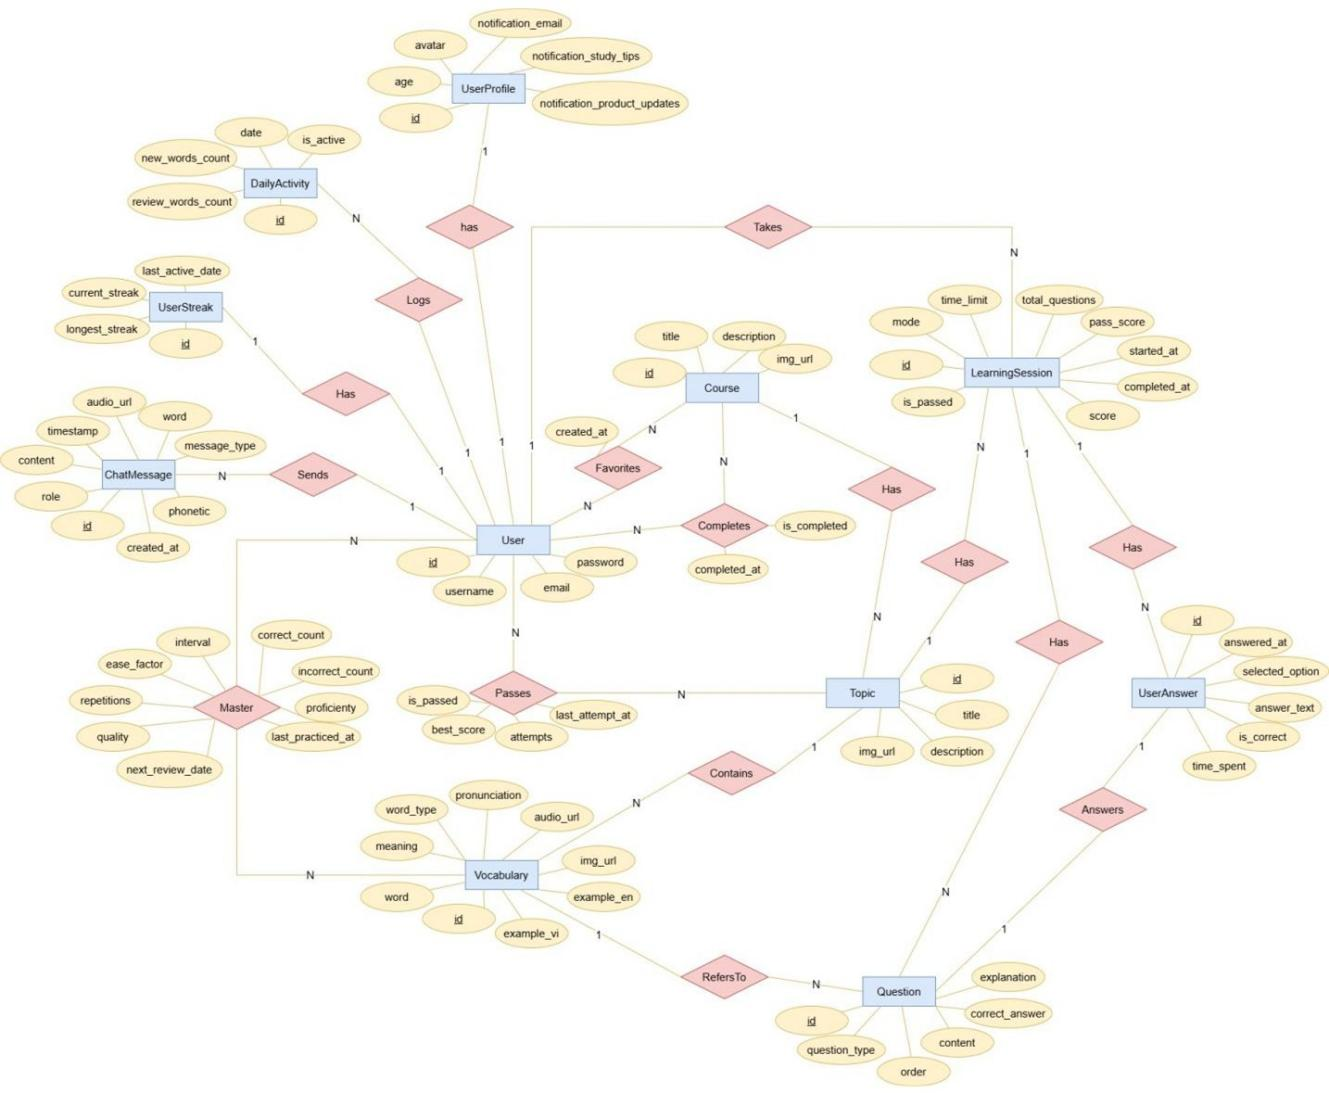 notification_email
avatar
notification_study_tips
age
UserProfile
notification_product_updates
id
date
is_active
new_words_count
DailyActivity
review_words_count
id
1
N
has
Takes
N
last_active_date
Logs
current_streak
UserStreak
longest_streak
id
1
Has
time_limit
total_questions
mode
pass_score
id
LearningSession
started_at
is_passed
completed_at
score
title
description
id
Course
img_url
audio_url
word
timestamp
message_type
content
ChatMessage
N
Sends
role
phonetic
id
created_at
1
1
1
1
1
created_at
N
Favorites
N
N
1
Has
N
Completes
is_completed
completed_at
N
1
1
Has
Has
N
User
id
password
username
email
N
N
N
1
Has
interval
correct_count
ease_factor
incorrect_count
repetitions
Master
proficienty
quality
last_practiced_at
next_review_date
is_passed
Passes
last_attempt_at
best_score
attempts
N
Topic
id
title
img_url
description
id
answered_at
selected_option
UserAnswer
answer_text
is_correct
time_spent
1
Contains
1
N
Answers
pronunciation
word_type
audio_url
meaning
img_url
N
Vocabulary
word
example_en
id
example_vi
N
1
1
RefersTo
N
Question
explanation
id
correct_answer
question_type
content
order